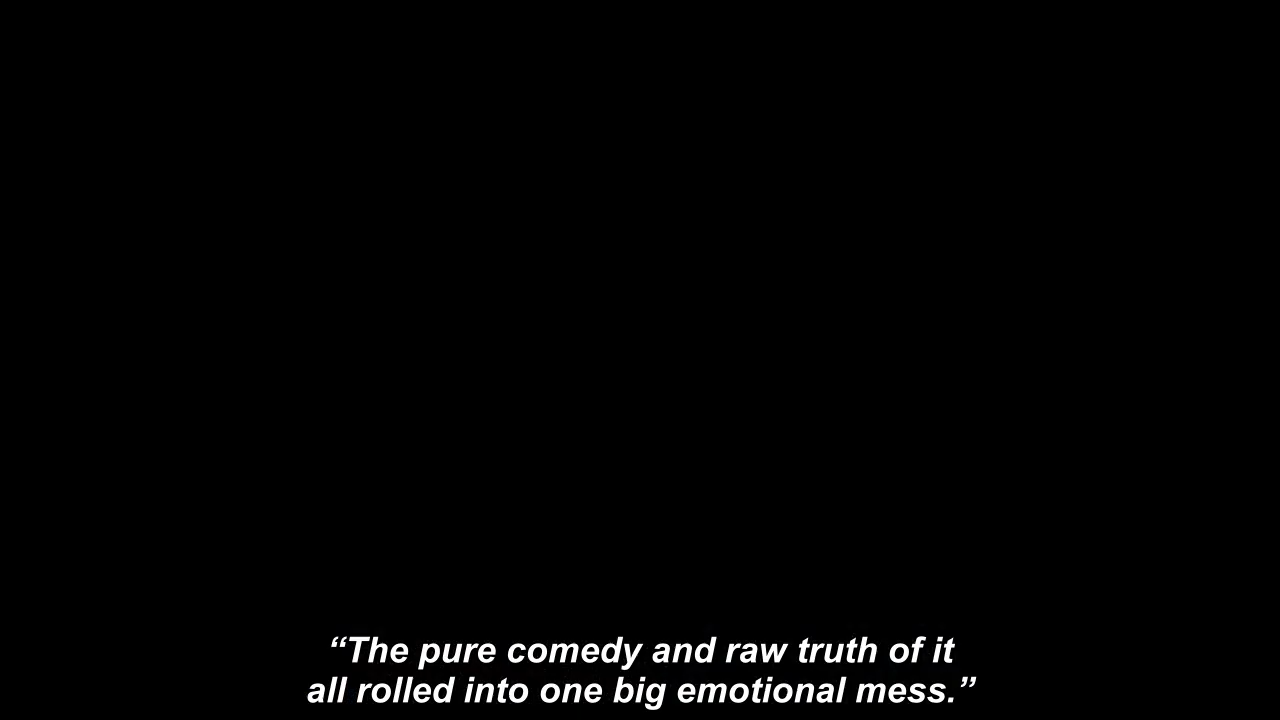 “The pure comedy and raw truth of it
all rolled into one big emotional mess.”